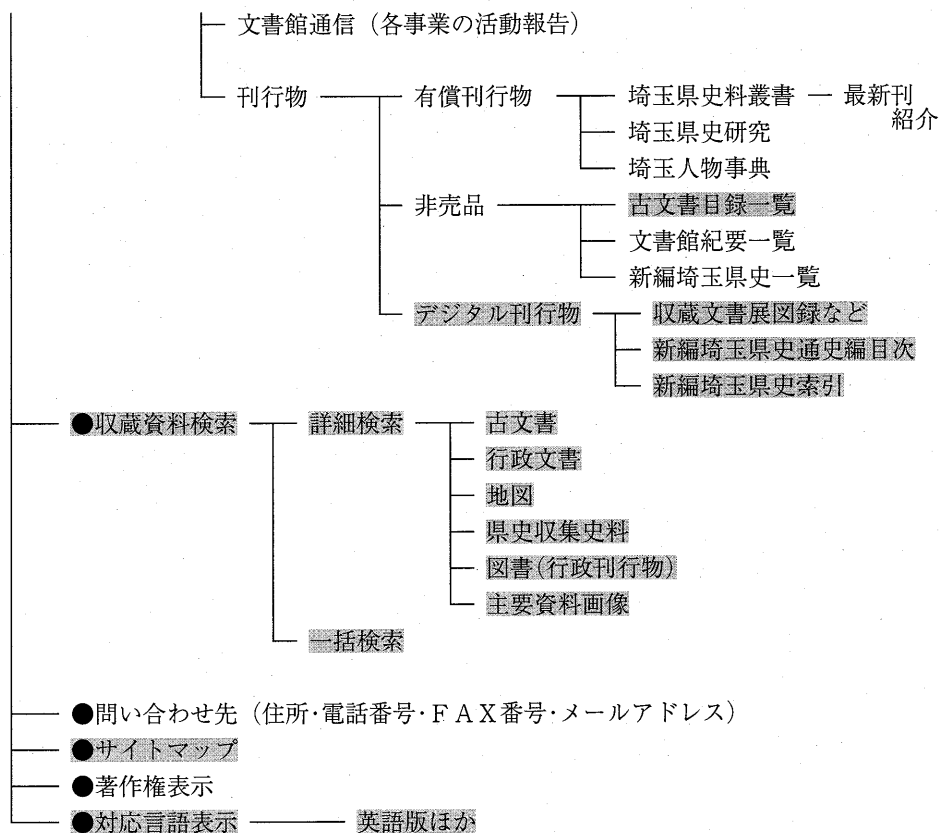 文書館通信（各事業の活動報告）
刊行物
有償刊行物
埼玉県史料叢書
最新刊
紹介
埼玉県史研究
埼玉人物事典
非売品
古文書目録一覧
文書館紀要一覧
新編埼玉県史一覧
デジタル刊行物
収蔵文書展図録など
新編埼玉県史通史編目次
新編埼玉県史索引
●収蔵資料検索
詳細検索
古文書
行政文書
地図
県史収集史料
図書（行政刊行物）
主要資料画像
一括検索
●問い合わせ先（住所・電話番号・ＦＡＸ番号・メールアドレス）
●サイトマップ
●著作権表示
●対応言語表示
英語版ほか